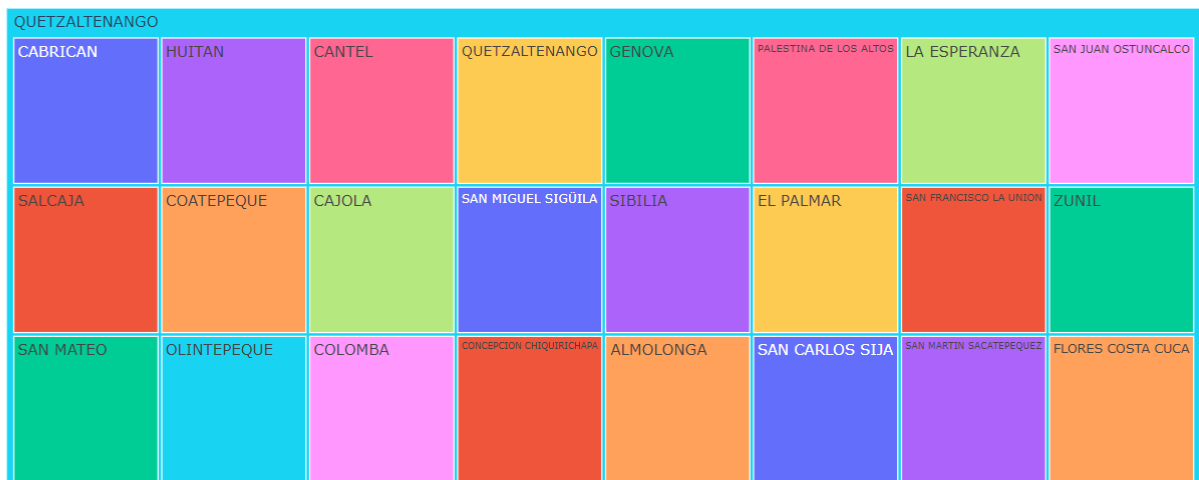 QUETZALTENANGO
CABRICAN
HUITAN
CANTEL
QUETZALTENANGO
GENOVA
PALESTINA DE LOS ALTOS
LA ESPERANZA
SAN JUAN OSTUNCALCO
SALCAJA
COATEPEQUE
CAJOLA
SAN MIGUEL SIGÜILA
SIBILIA
EL PALMAR
SAN FRANCISCO LA UNION
ZUNIL
SAN MATEO
OLINTEPEQUE
COLOMBA
CONCEPCION CHIQUIRICHAPA
ALMOLONGA
SAN CARLOS SIJA
SAN MARTIN SACATEPEQUEZ
FLORES COSTA CUCA